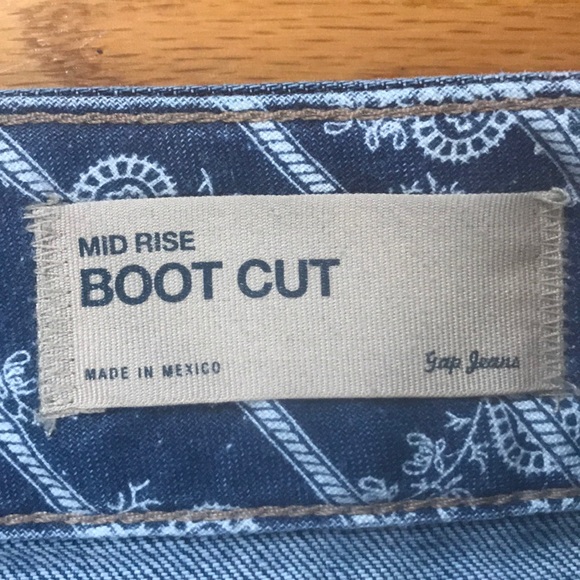 MID RISE
BOOT CUT
MADE IN MEXICO
Gap Jeans